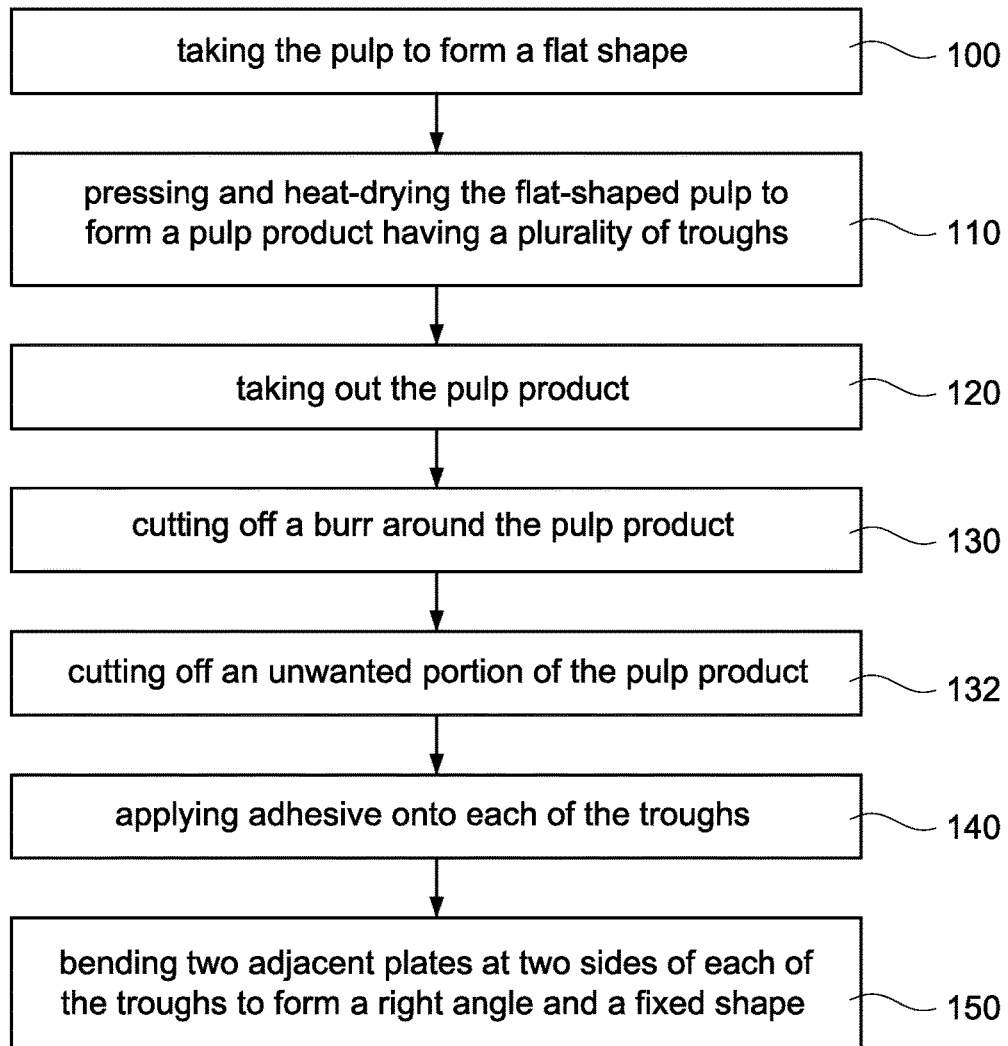 taking the pulp to form a flat shape
100
pressing and heat-drying the flat-shaped pulp to
form a pulp product having a plurality of troughs
110
taking out the pulp product
120
cutting off a burr around the pulp product
130
cutting off an unwanted portion of the pulp product
132
applying adhesive onto each of the troughs
140
bending two adjacent plates at two sides of each of
the troughs to form a right angle and a fixed shape
150